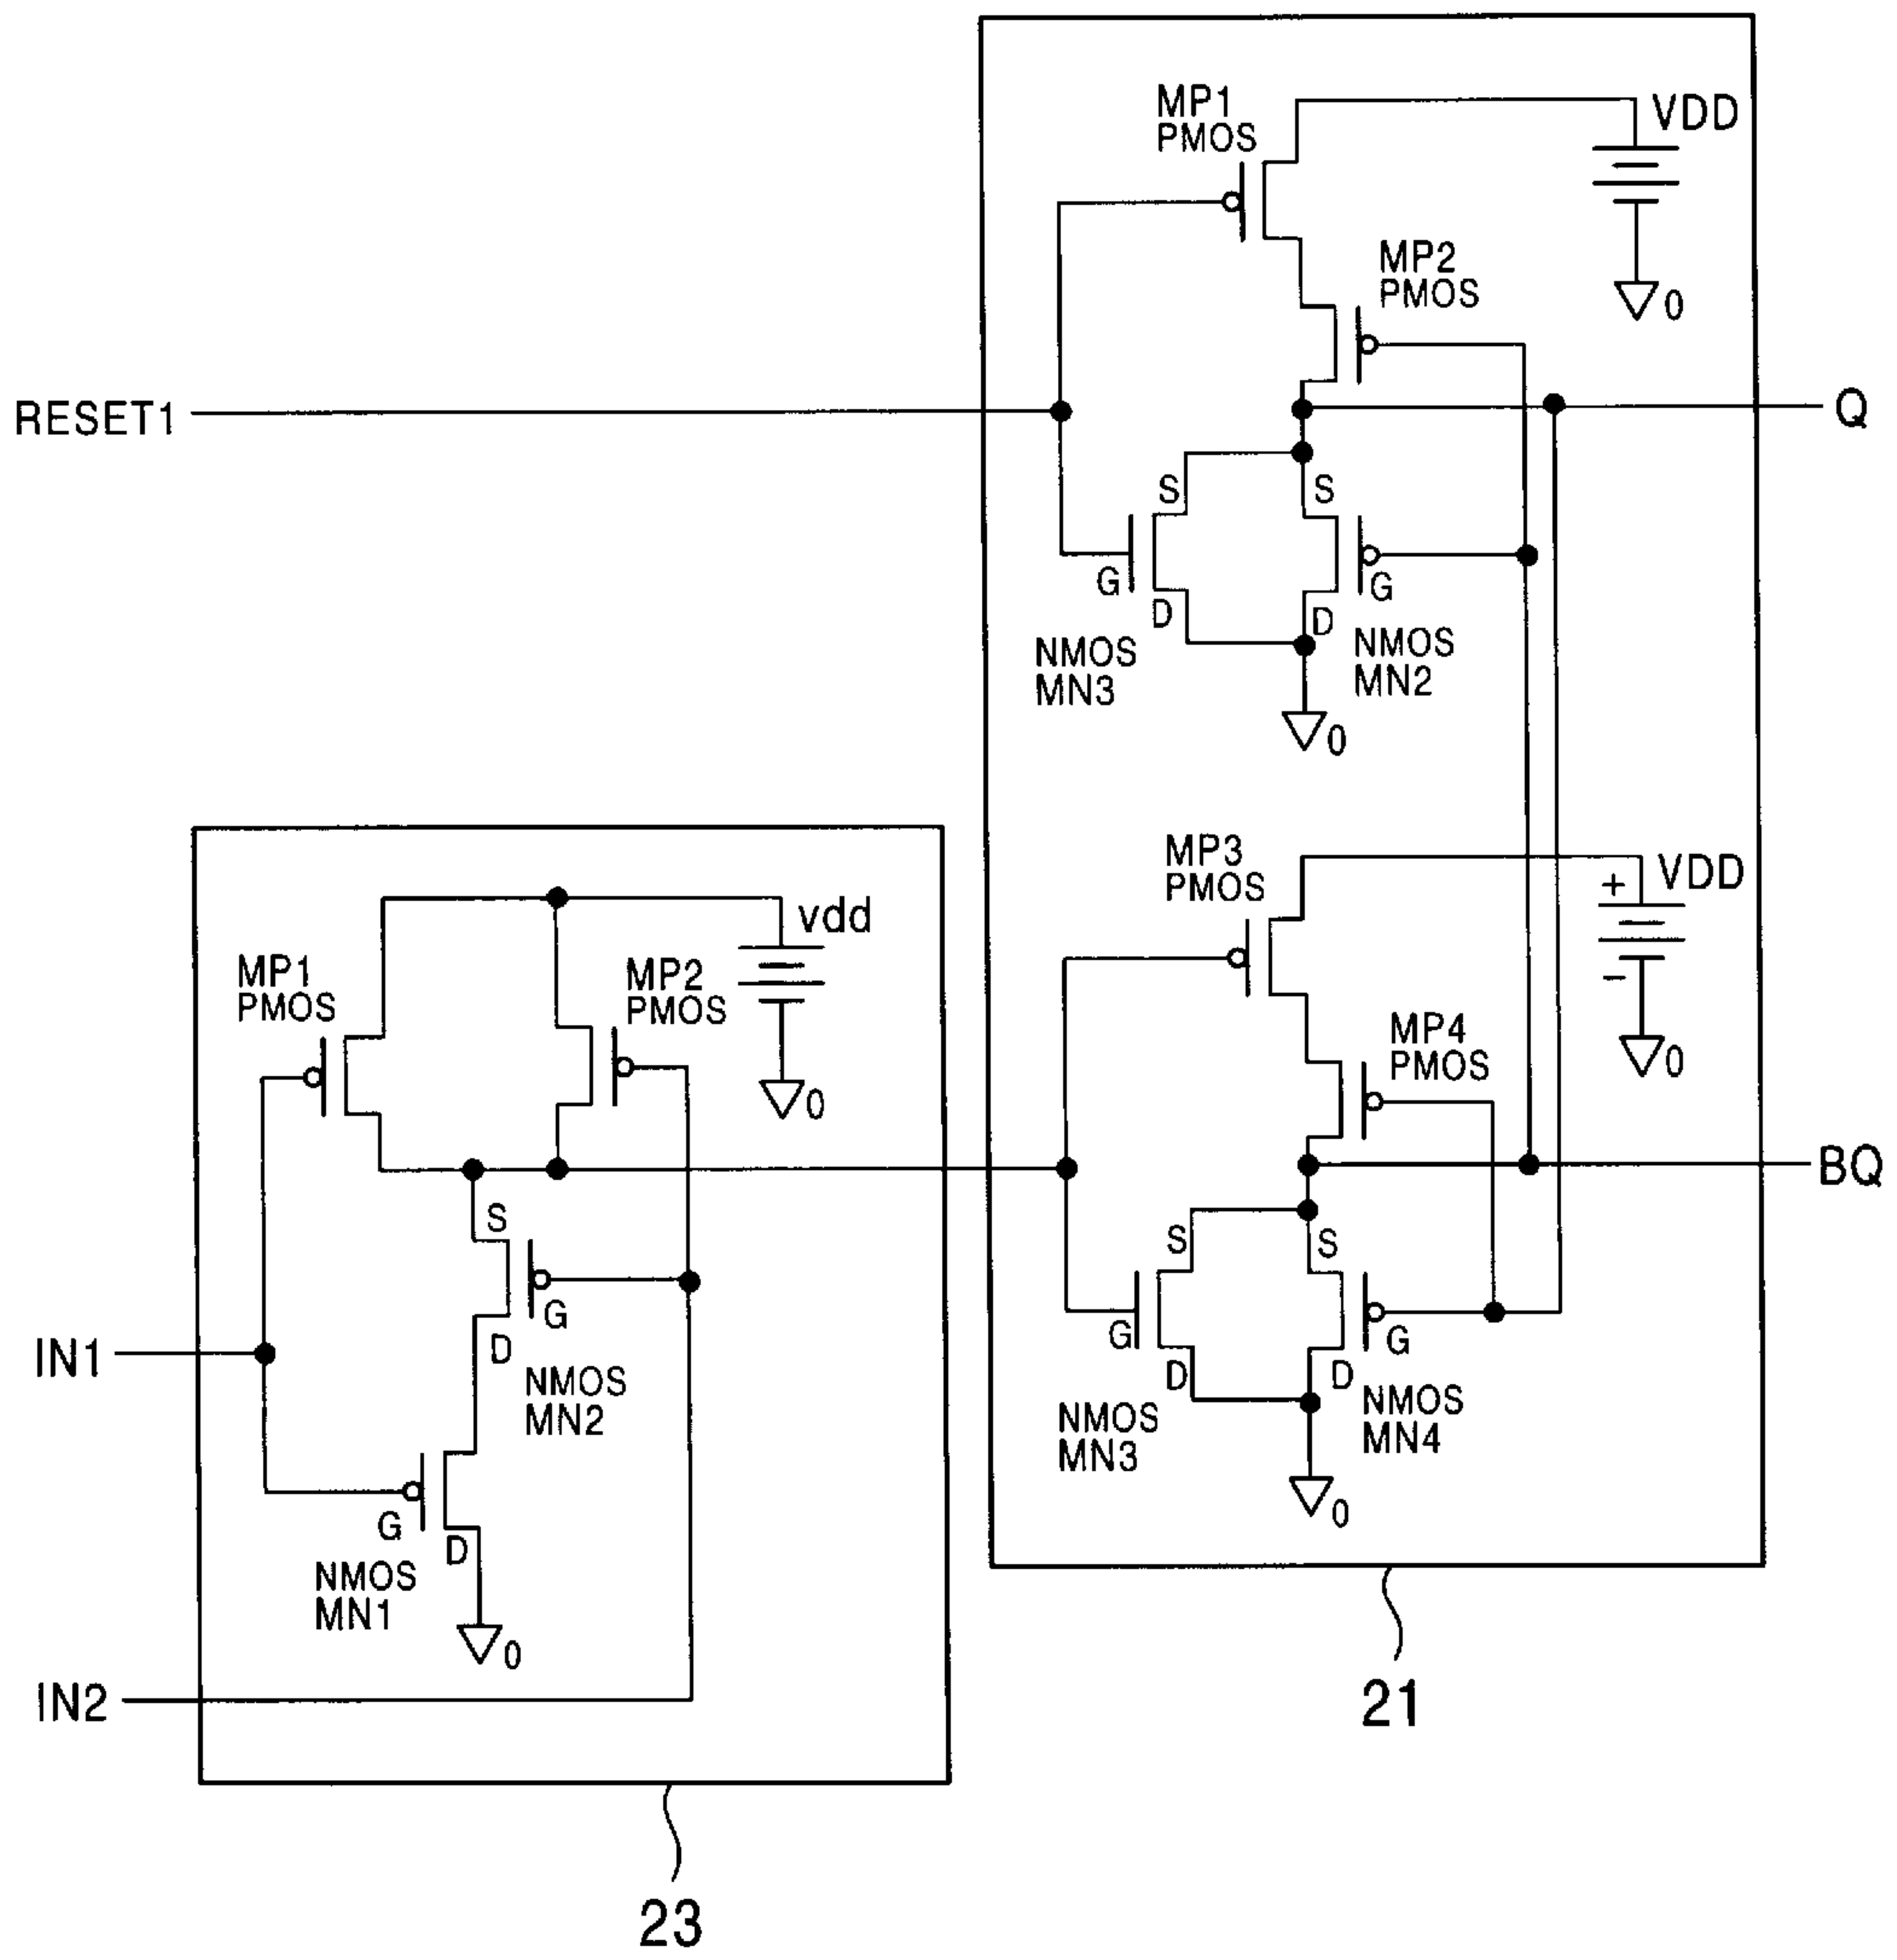 MP1
PMOS
VDD
0
MP2
PMOS
RESET1
Q
S
S
G
D
G
D
NMOS
MN3
NMOS
MN2
0
MP3
PMOS
+
VDD
−
0
MP4
PMOS
BQ
S
S
G
D
G
D
NMOS
MN3
NMOS
MN4
0
21
vdd
MP1
PMOS
MP2
PMOS
0
S
G
D
IN1
NMOS
MN2
G
D
NMOS
MN1
0
IN2
23